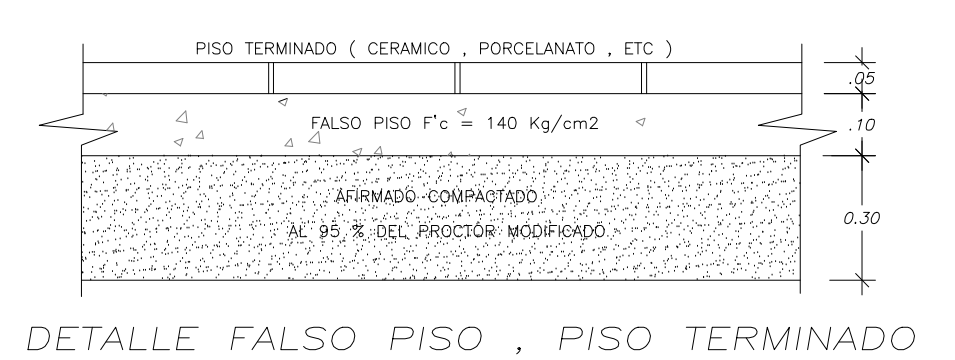 PISO TERMINADO ( CERAMICO , PORCELANATO , ETC )
.05
FALSO PISO F'c = 140 Kg/cm2
.10
AFIRMADO COMPACTADO
0.30
AL 95 % DEL PROCTOR MODIFICADO
DETALLE FALSO PISO , PISO TERMINADO